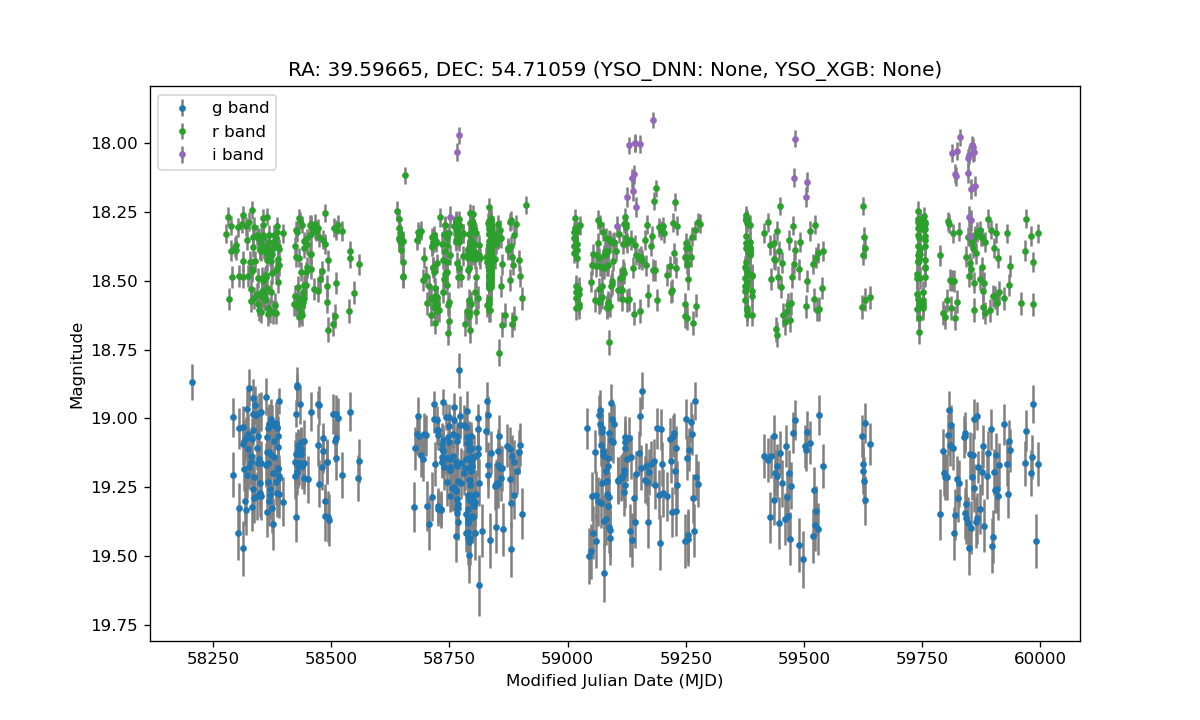 RA: 39.59665, DEC: 54.71059 (YSO_DNN: None, YSO_XGB: None)
g band
r band
i band
18.00
18.25
18.50
18.75
19.00
19.25
19.50
19.75
Magnitude
58250 58500 58750 59000 59250 59500 59750 60000
Modified Julian Date (MJD)